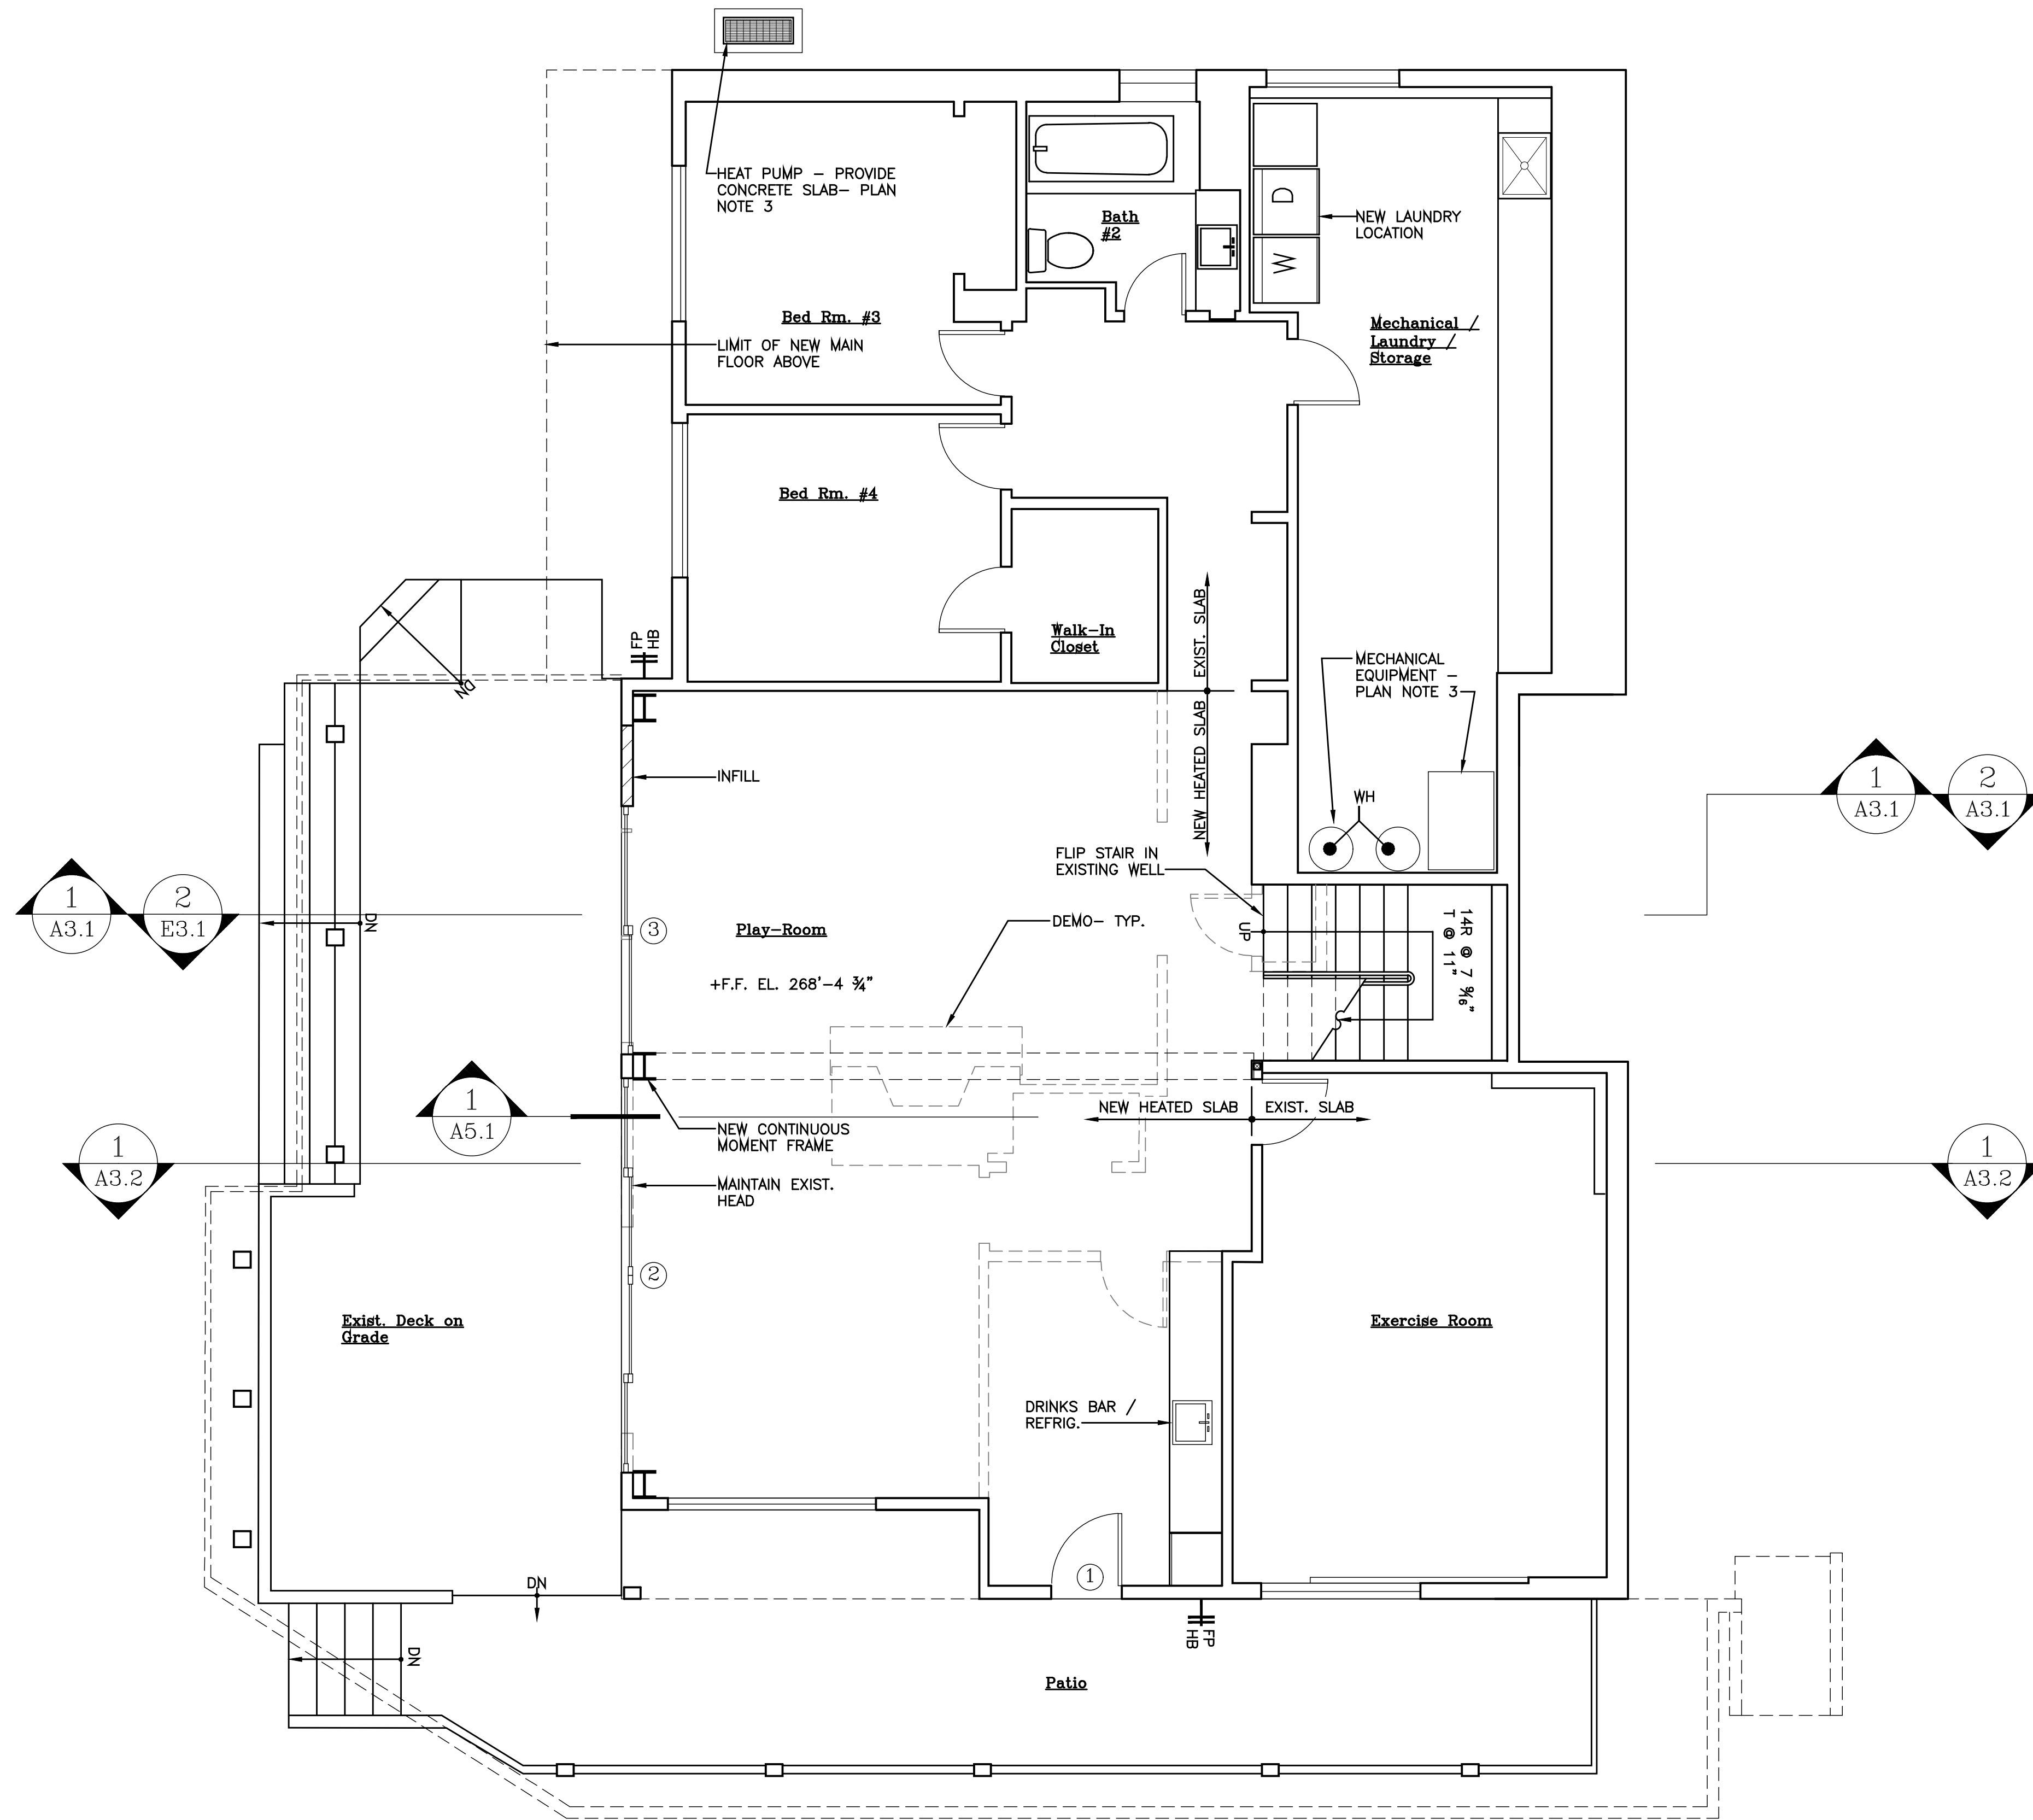 HEAT PUMP - PROVIDE
CONCRETE SLAB- PLAN
NOTE 3
Bath
#2
D
W
NEW LAUNDRY
LOCATION
Bed Rm. #3
LIMIT OF NEW MAIN
FLOOR ABOVE
Mechanical /
Laundry /
Storage
Bed Rm. #4
Walk-In
Closet
FP
HB
DN
EXIST. SLAB
NEW HEATED SLAB
MECHANICAL
EQUIPMENT -
PLAN NOTE 3
INFILL
WH
1
A3.1
2
A3.1
FLIP STAIR IN
EXISTING WELL
1
A3.1
2
E3.1
DN
3
Play-Room
DEMO- TYP.
UP
14R @ 7 9/16"
T @ 11"
+F.F. EL. 268'-4 ¾"
1
A5.1
NEW HEATED SLAB
EXIST. SLAB
NEW CONTINUOUS
MOMENT FRAME
1
A3.2
1
A3.2
MAINTAIN EXIST.
HEAD
2
Exist. Deck on
Grade
Exercise Room
DRINKS BAR /
REFRIG.
DN
1
DN
FP
HB
Patio